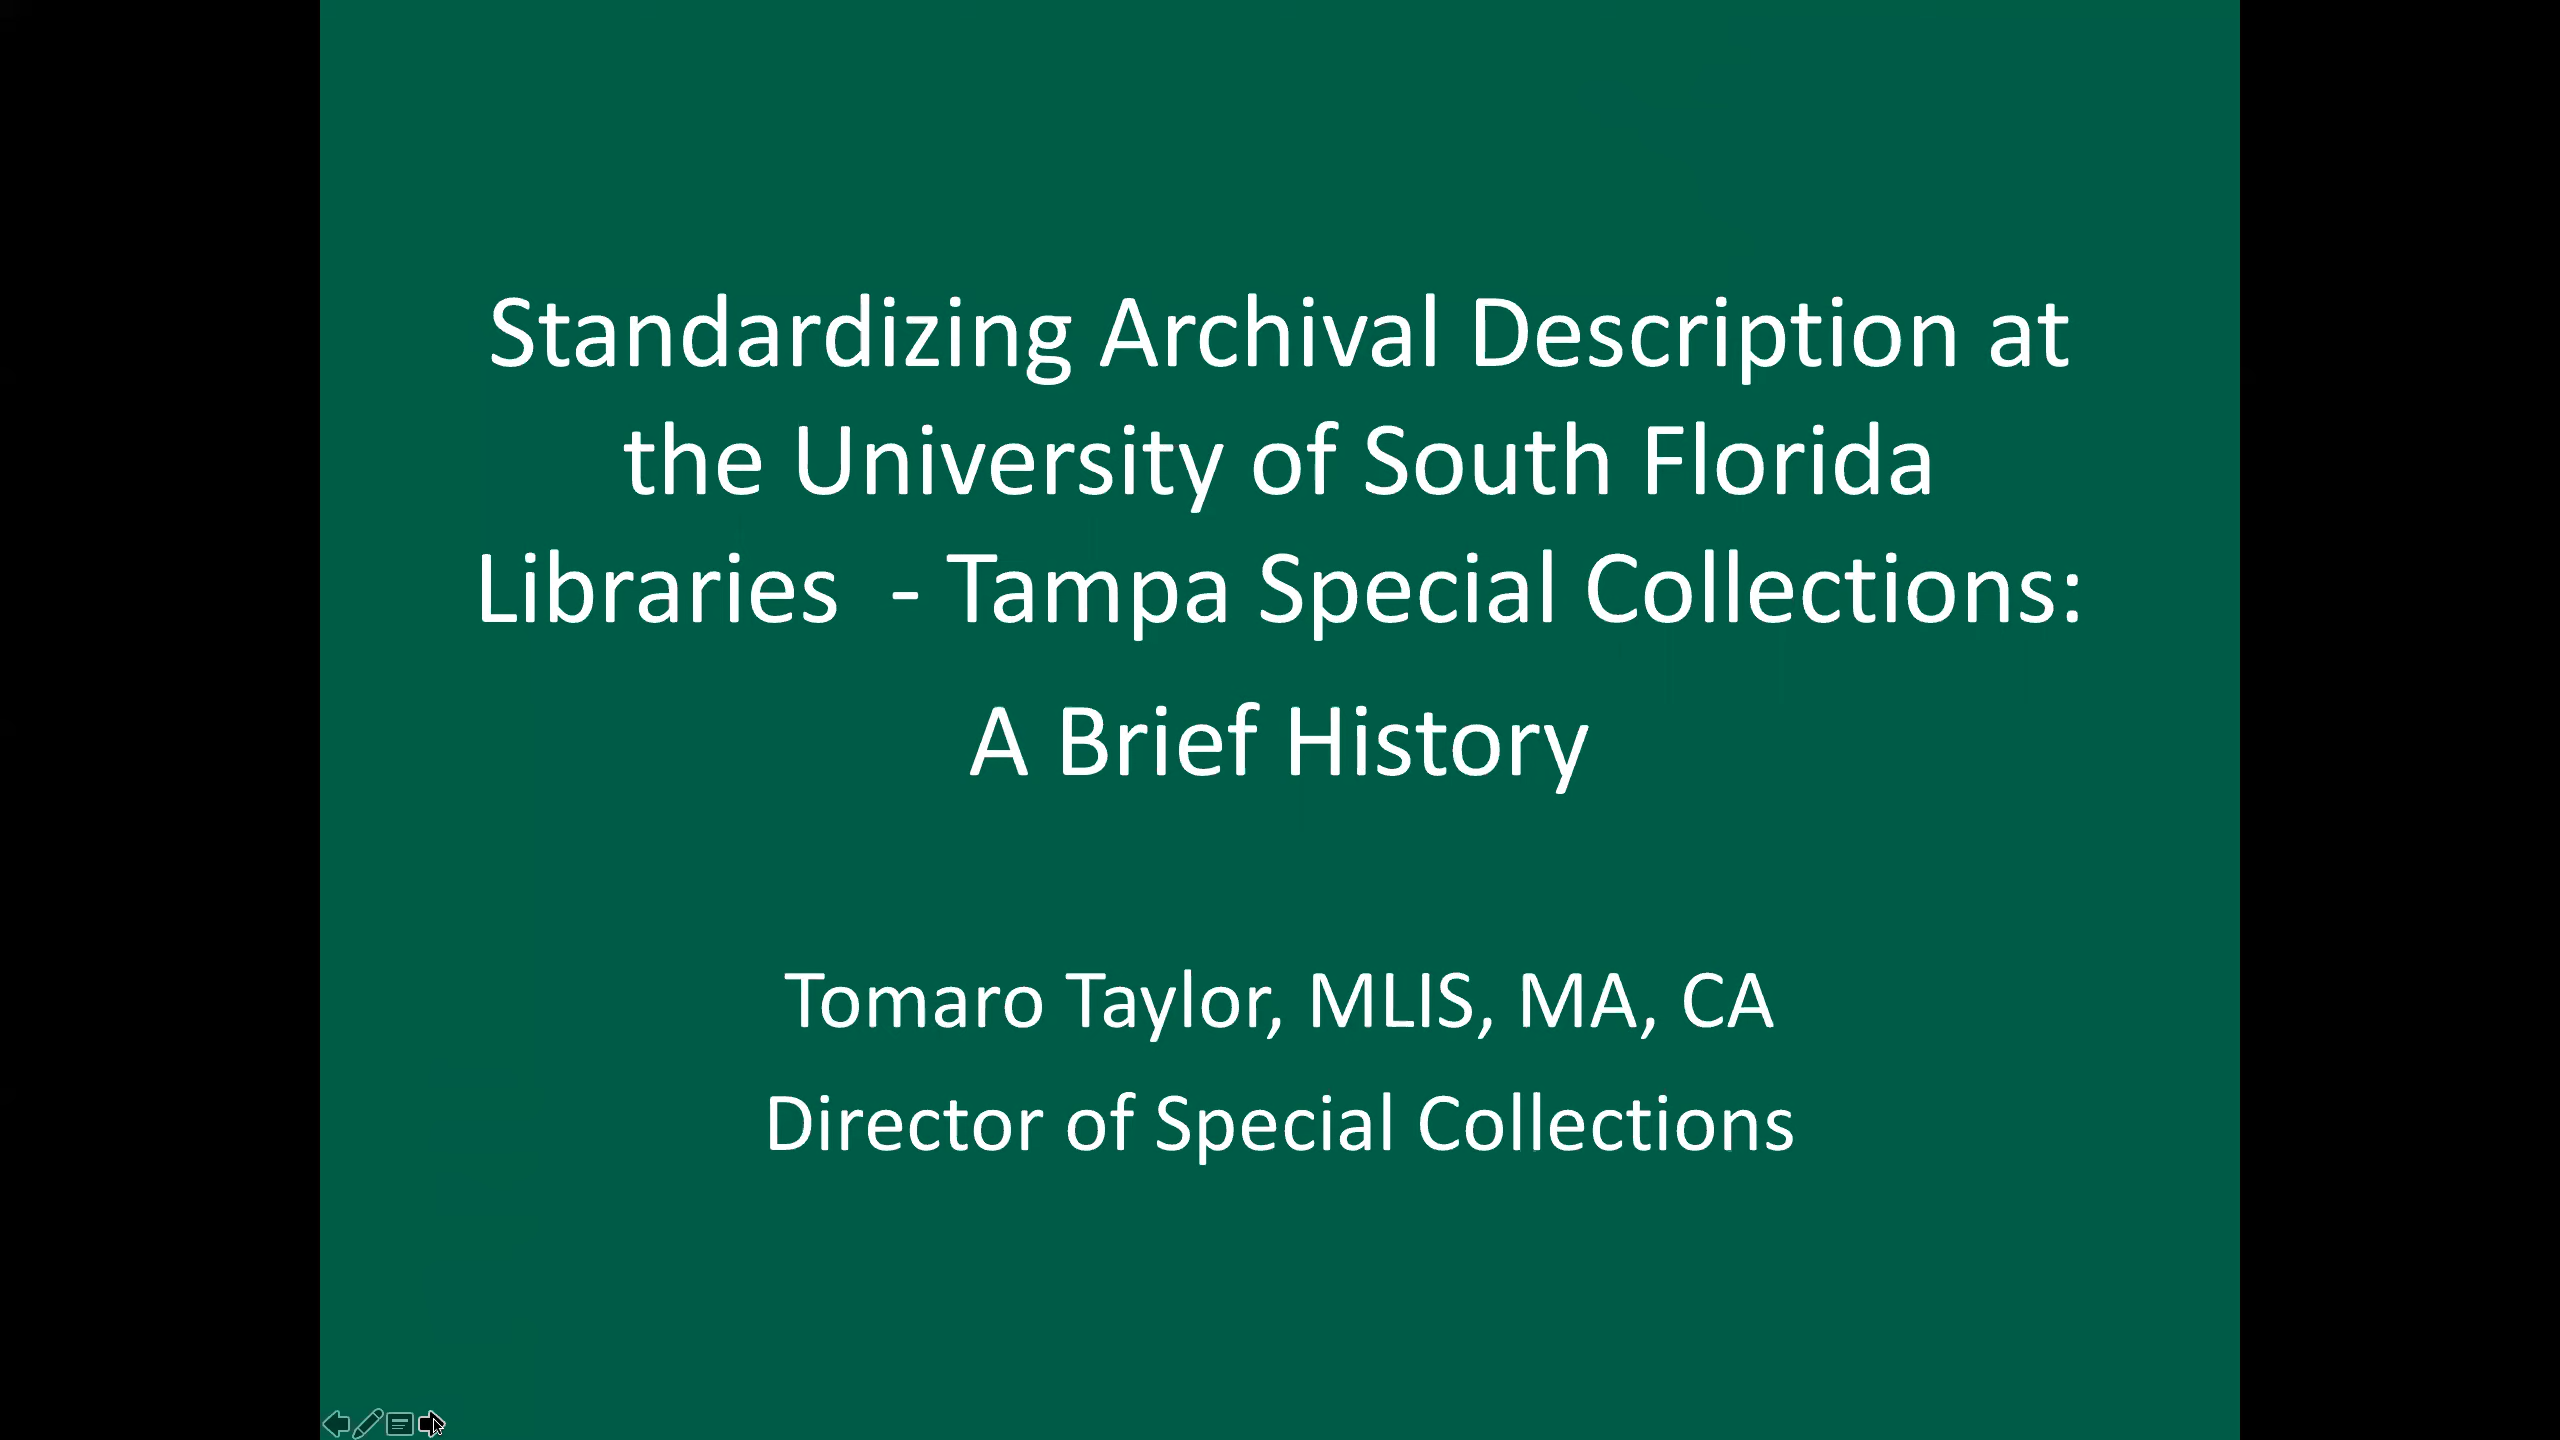 Standardizing Archival Description at
the University of South Florida
Libraries  - Tampa Special Collections:
A Brief History
Tomaro Taylor, MLIS, MA, CA
Director of Special Collections